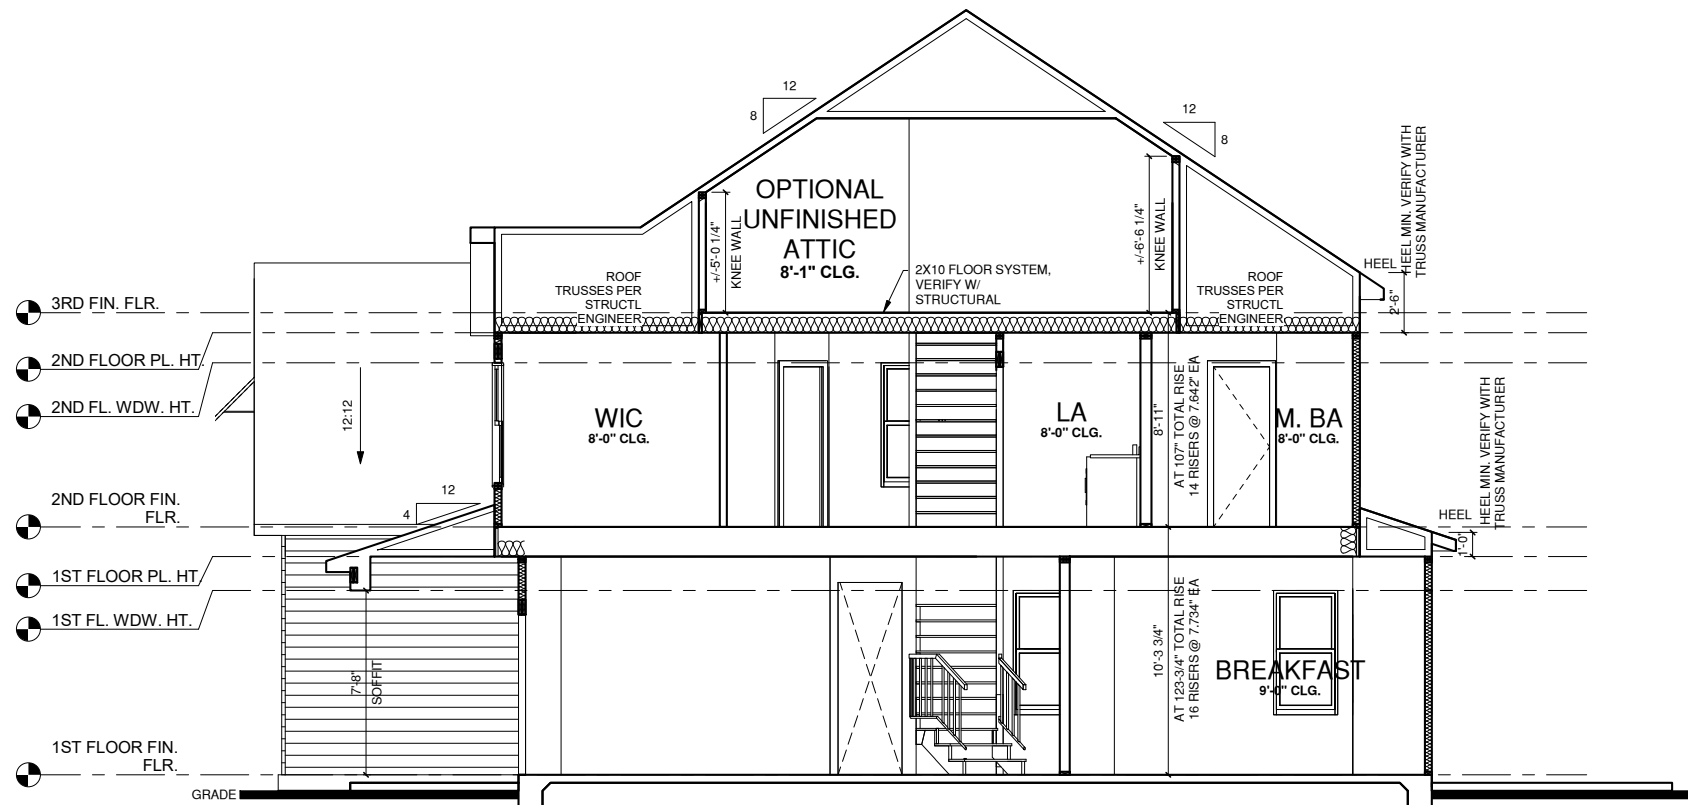 12
8
12
8
HEEL MIN. VERIFY WITH
TRUSS MANUFACTURER
OPTIONAL
UNFINISHED
ATTIC
8'-1" CLG.
+/-5'-0 1/4"
KNEE WALL
+/-6'-6 1/4"
KNEE WALL
2X10 FLOOR SYSTEM,
VERIFY W/
STRUCTURAL
ROOF
TRUSSES PER
STRUCTL
ENGINEER
ROOF
TRUSSES PER
STRUCTL
ENGINEER
HEEL
2'-6"
3RD FIN. FLR.
2ND FLOOR PL. HT.
2ND FL. WDW. HT.
12:12
WIC
8'-0" CLG.
LA
8'-0" CLG.
8'-11"
AT 107" TOTAL RISE
14 RISERS @ 7.642" EA
M. BA
8'-0" CLG.
HEEL MIN. VERIFY WITH
TRUSS MANUFACTURER
12
4
2ND FLOOR FIN.
FLR.
HEEL
1'-0"
1ST FLOOR PL. HT.
1ST FL. WDW. HT.
7'-8"
SOFFIT
10'-3 3/4"
AT 123-3/4" TOTAL RISE
16 RISERS @ 7.734" EA
BREAKFAST
9'-0" CLG.
1ST FLOOR FIN.
FLR.
GRADE